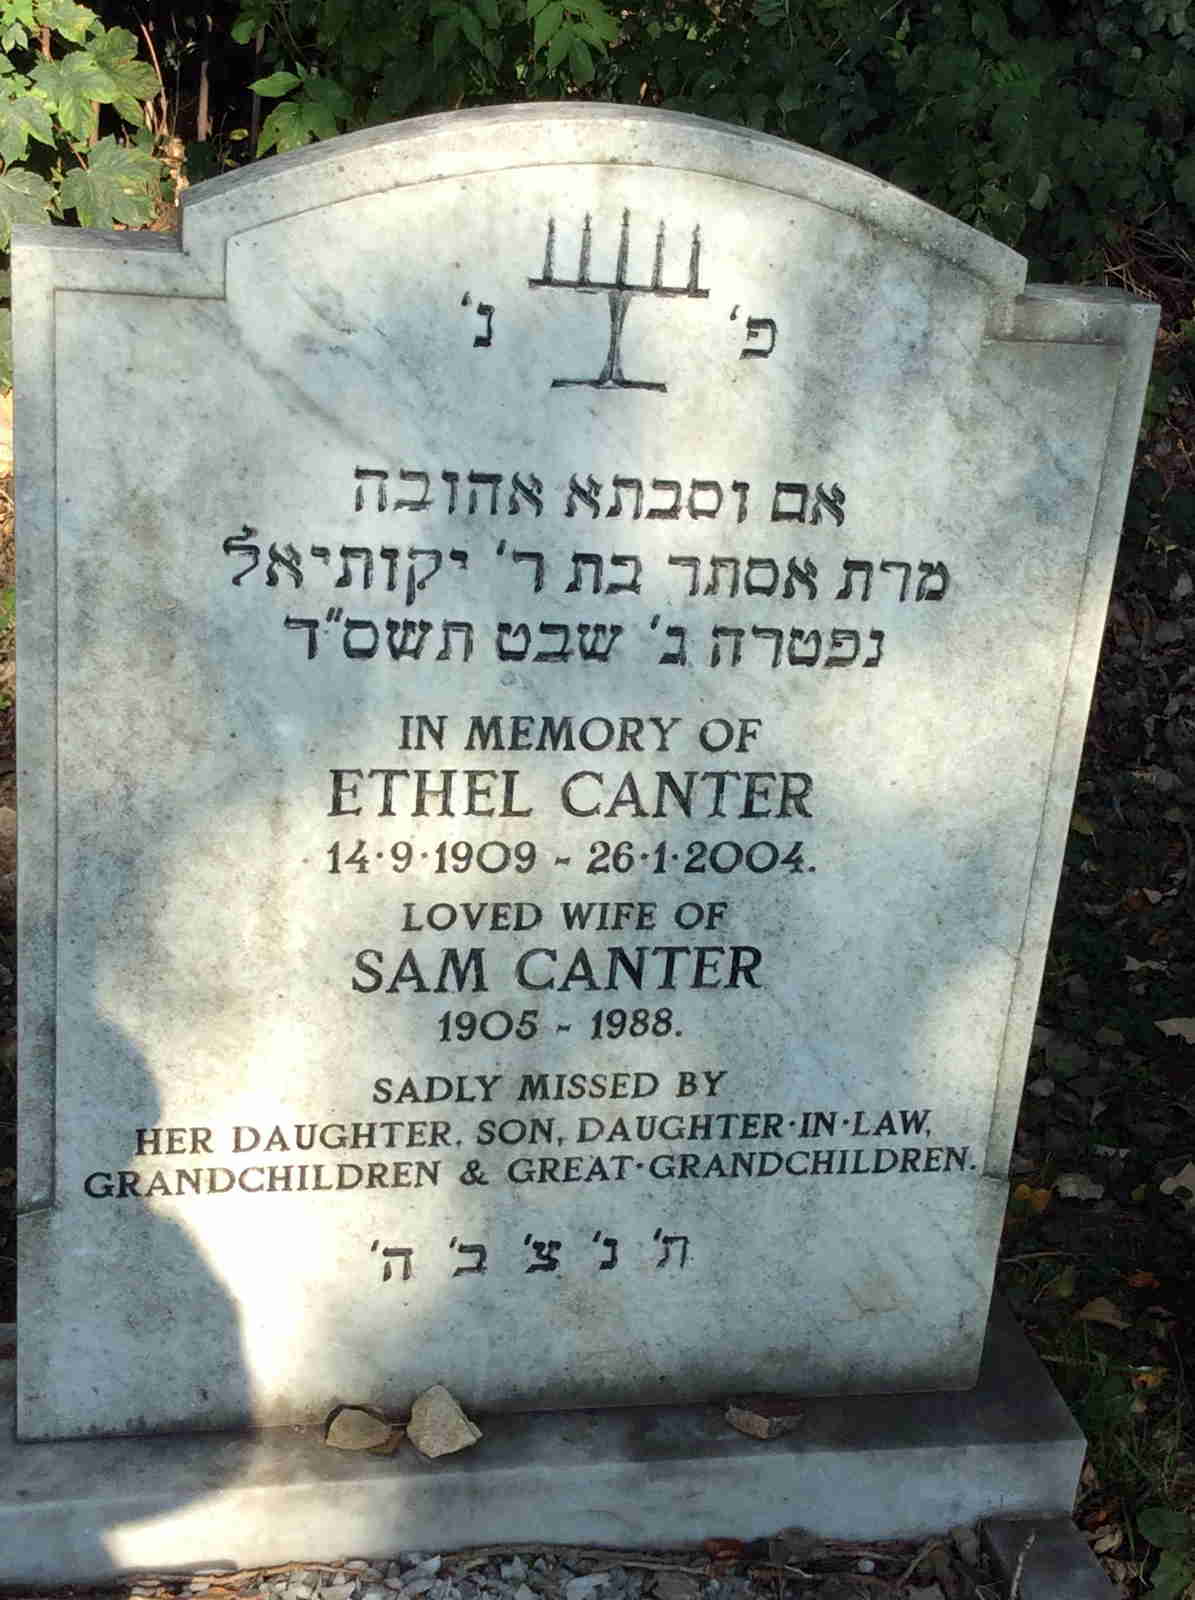 פ' נ'
אם וסבתא אהובה
מרת אסתר בת ר' יקותיאל
נפטרה ג' שבט תשס"ד
IN MEMORY OF
ETHEL CANTER
14·9·1909 - 26·1·2004.
LOVED WIFE OF
SAM CANTER
1905 - 1988.
SADLY MISSED BY
HER DAUGHTER, SON, DAUGHTER·IN·LAW,
GRANDCHILDREN & GREAT·GRANDCHILDREN.
ת' נ' צ' ב' ה'